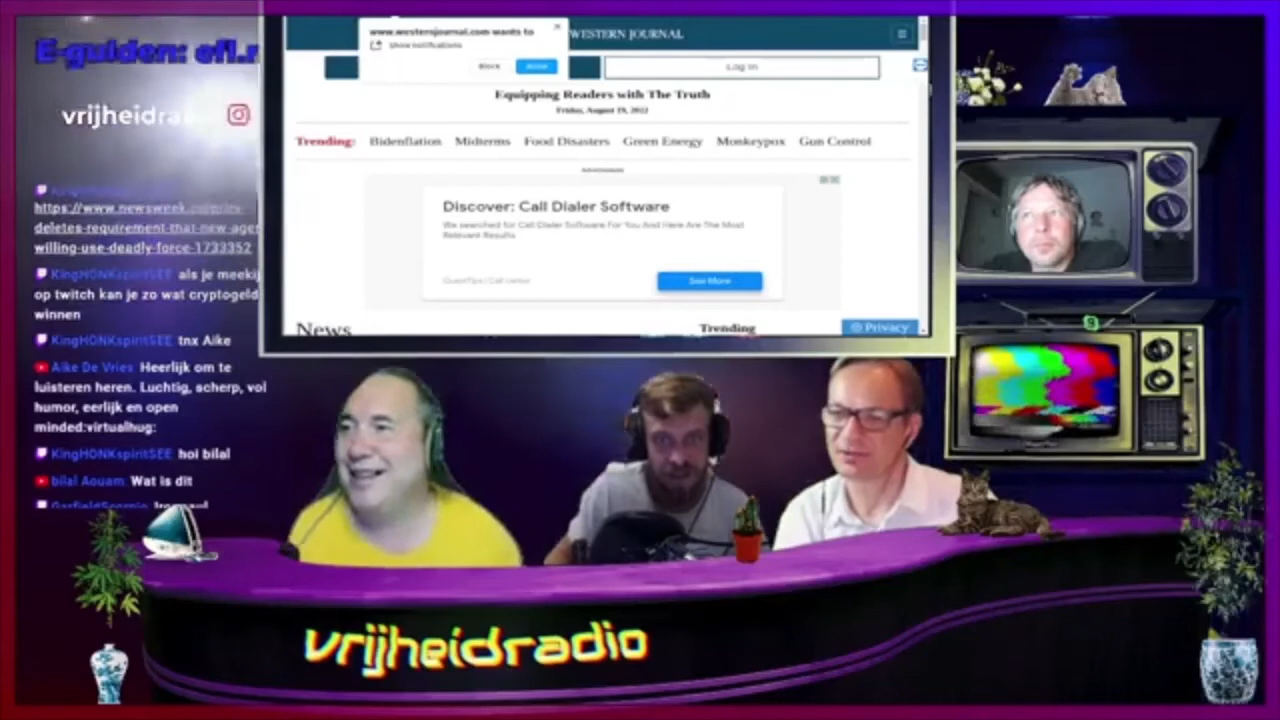 E-gulden: efl.n
vrijheidra
KingHONKspiritSEE
https://www.newsweek.com/irs-
deletes-requirement-that-new-agen
willing-use-deadly-force-1733352
KingHONKspiritSEE als je meekij
op twitch kan je zo wat cryptogeld
winnen
KingHONKspiritSEE tnx Aike
Aike De Vries Heerlijk om te
luisteren heren. Luchtig, scherp, vol
humor, eerlijk en open
minded:virtualhug:
KingHONKspiritSEE hoi bilal
bilal Aouam Wat is dit
www.westernjournal.com wants to
Show notifications
Block
Allow
WESTERN JOURNAL
Log In
Equipping Readers with The Truth
Friday, August 19, 2022
Trending: Bidenflation Midterms Food Disasters Green Energy Monkeypox Gun Control
Advertisement
Discover: Call Dialer Software
We searched for Call Dialer Software For You And Here Are The Most
Relevant Results
See More
News
Trending
Privacy
9
vrijheidradio